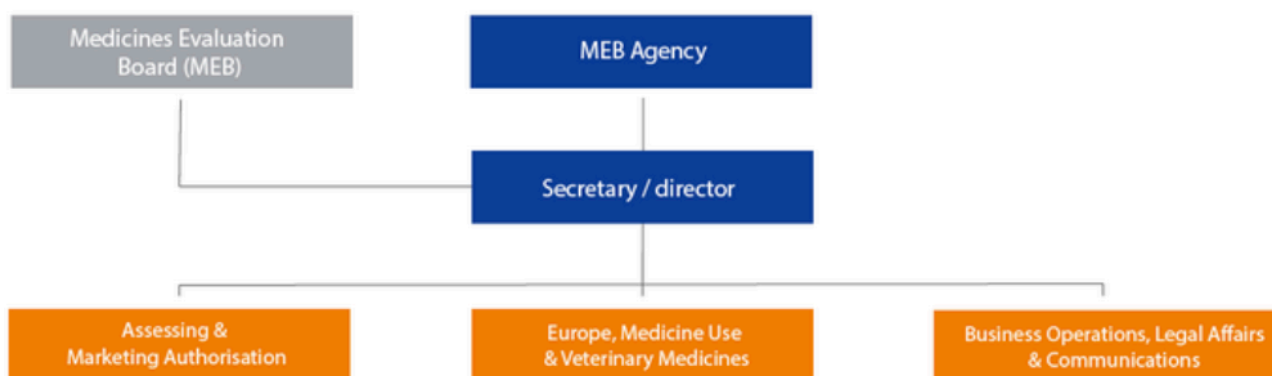 Medicines Evaluation
Board (MEB)
MEB Agency
Secretary / director
Assessing &
Marketing Authorisation
Europe, Medicine Use
& Veterinary Medicines
Business Operations, Legal Affairs
& Communications